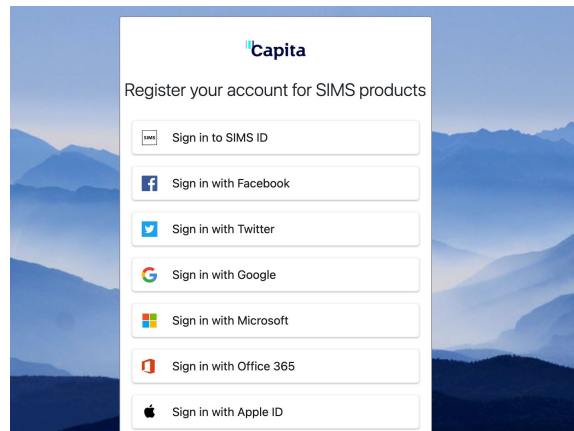 Capita
Register your account for SIMS products
SIMS
Sign in to SIMS ID
Sign in with Facebook
Sign in with Twitter
Sign in with Google
Sign in with Microsoft
Sign in with Office 365
Sign in with Apple ID